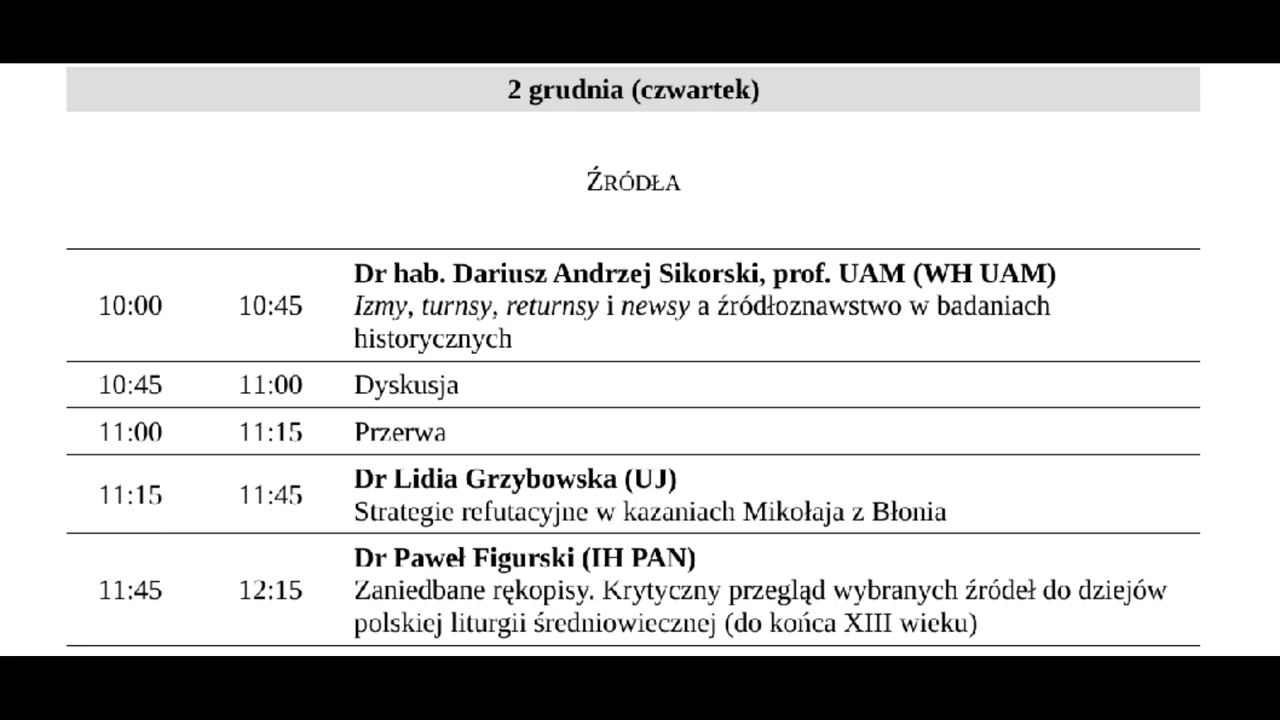 2 grudnia (czwartek)
ŹRÓDŁA
Dr hab. Dariusz Andrzej Sikorski, prof. UAM (WH UAM)
10:00 10:45 Izmy, turnsy, returnsy i newsy a źródłoznawstwo w badaniach
historycznych
10:45 11:00 Dyskusja
11:00 11:15 Przerwa
Dr Lidia Grzybowska (UJ)
11:15 11:45
Strategie refutacyjne w kazaniach Mikołaja z Błonia
Dr Paweł Figurski (IH PAN)
11:45 12:15 Zaniedbane rękopisy. Krytyczny przegląd wybranych źródeł do dziejów
polskiej liturgii średniowiecznej (do końca XIII wieku)